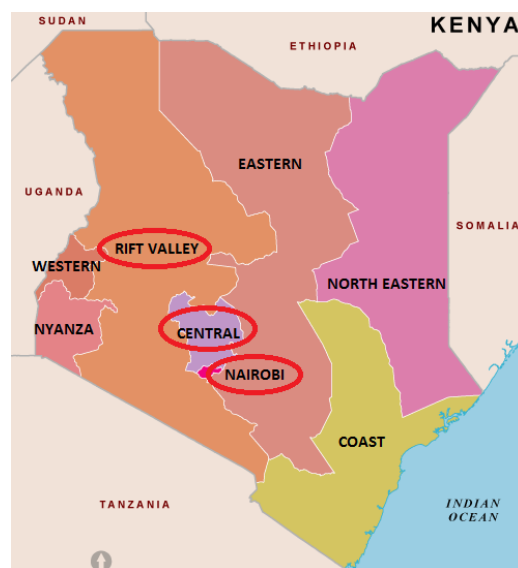 SUDAN
KENYA
ETHIOPIA
EASTERN
UGANDA
SOMALIA
RIFT VALLEY
WESTERN
NORTH EASTERN
NYANZA
CENTRAL
NAIROBI
COAST
TANZANIA
INDIAN
OCEAN